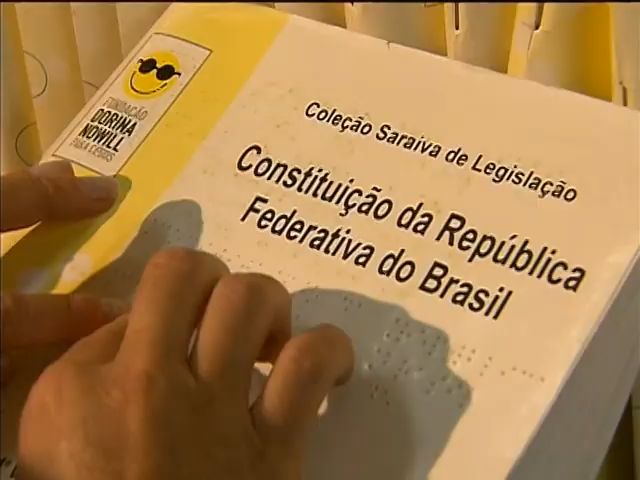 FUNDAÇÃO
DORINA
NOWILL
PARA CEGOS
Coleção Saraiva de Legislação
Constituição da República
Federativa do Brasil